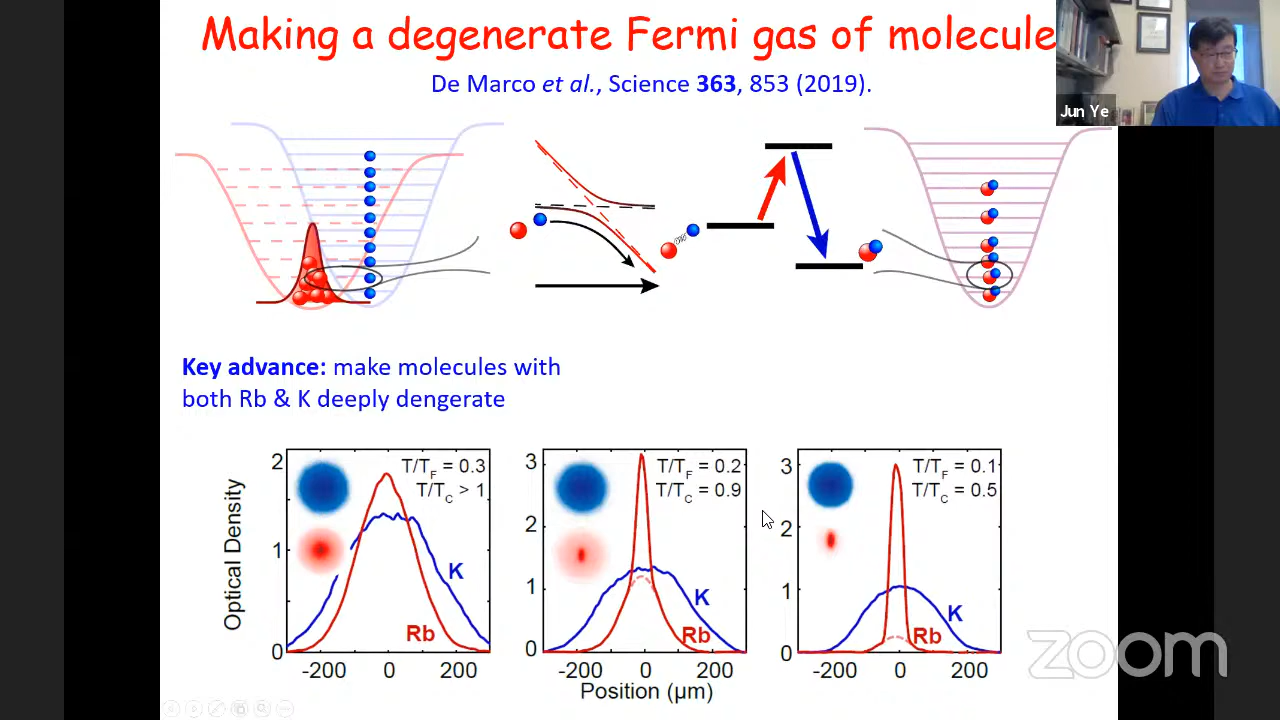 Making a degenerate Fermi gas of molecule
De Marco et al., Science 363, 853 (2019).
Jun Ye
Key advance: make molecules with
both Rb & K deeply dengerate
Optical Density
2
1
0
T/TF = 0.3
T/TC > 1
K
Rb
-200 0 200
3
2
1
0
T/TF = 0.2
T/TC = 0.9
K
Rb
-200 0 200
Position (µm)
3
2
1
0
T/TF = 0.1
T/TC = 0.5
K
Rb
-200 0 200
zoom